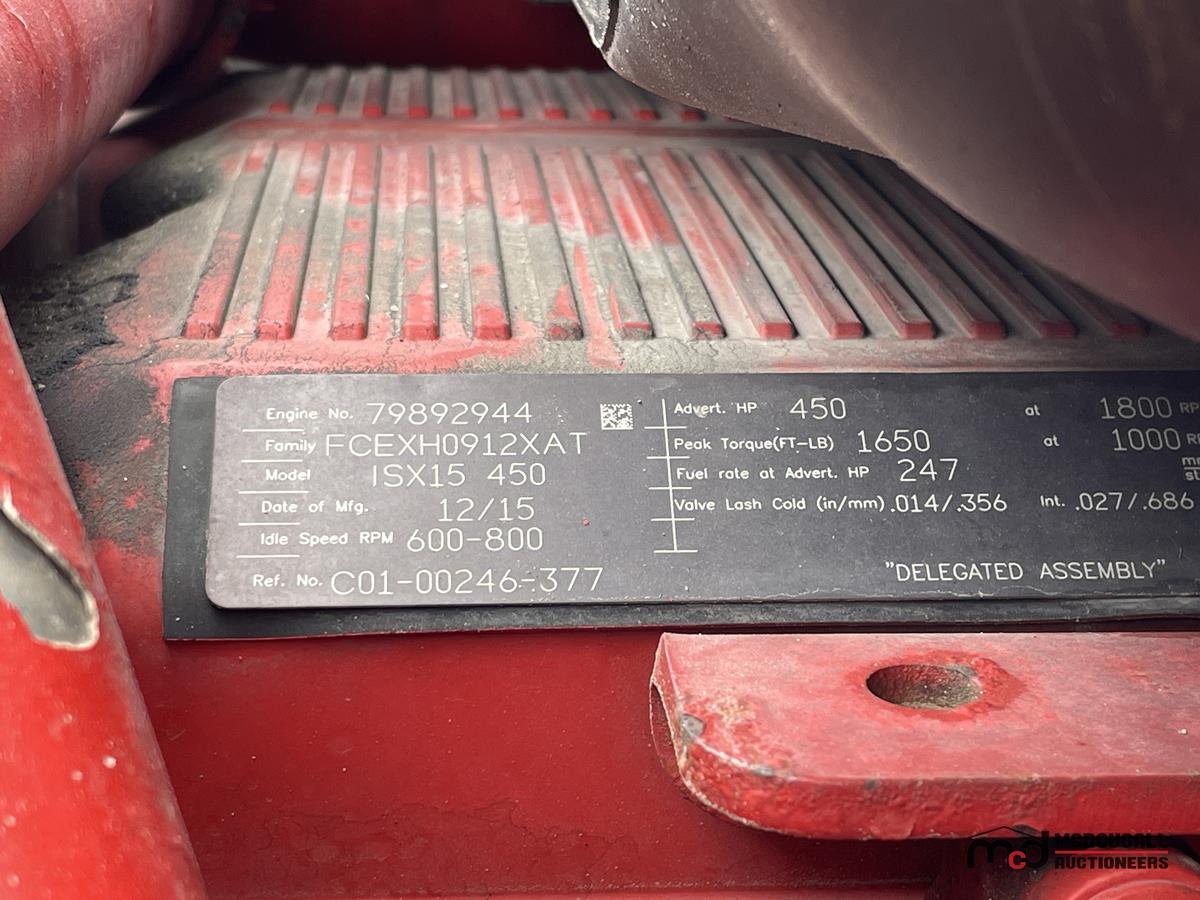 Engine No. 79892944
Family FCEXH0912XAT
Model ISX15 450
Date of Mfg. 12/15
Idle Speed RPM 600-800
Ref. No. C01-00246-377
Advert. HP 450 at 1800
Peak Torque(FT-LB) 1650 at 1000
Fuel rate at Advert. HP 247
Valve Lash Cold (in/mm) .014/.356 Int. .027/.686
"DELEGATED ASSEMBLY"
mcd MCDOUGALL
AUCTIONEERS